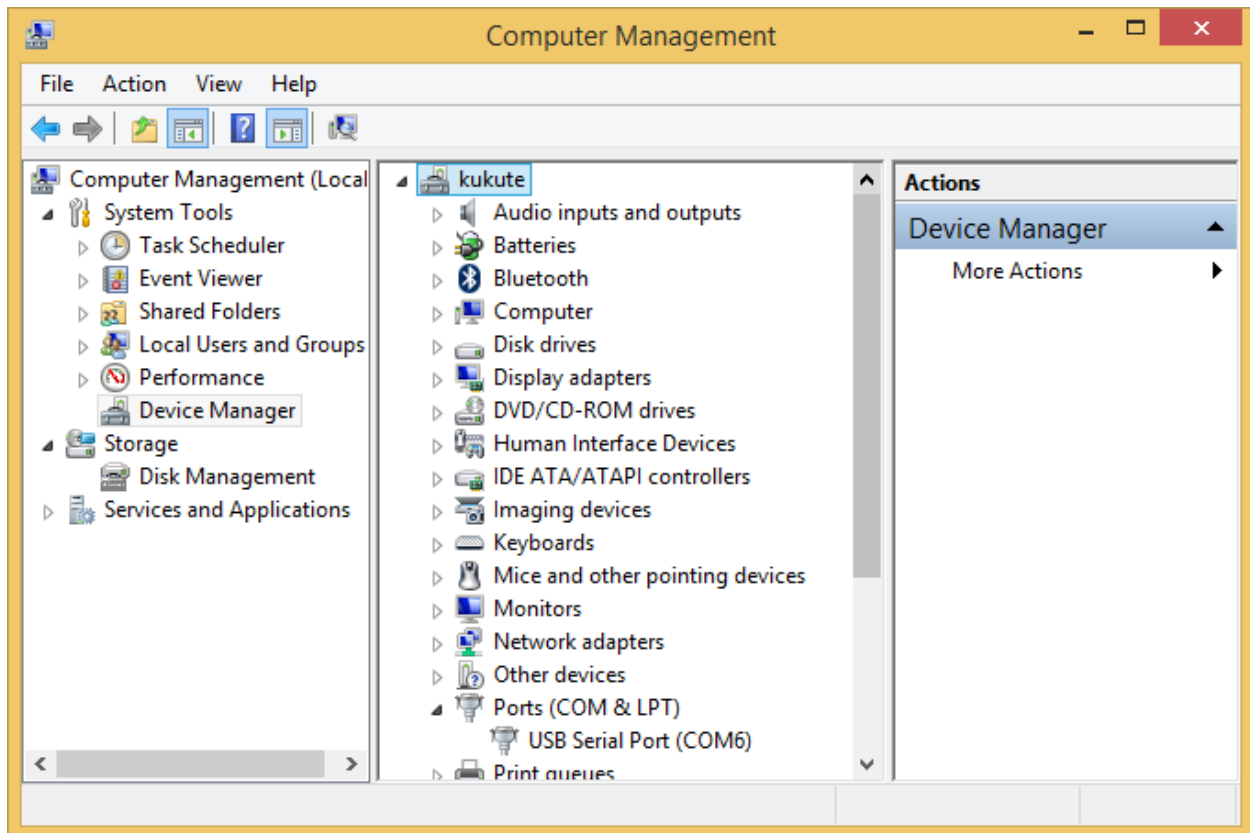 Computer Management
File Action View Help
Computer Management (Local
System Tools
Task Scheduler
Event Viewer
Shared Folders
Local Users and Groups
Performance
Device Manager
Storage
Disk Management
Services and Applications
kukute
Audio inputs and outputs
Batteries
Bluetooth
Computer
Disk drives
Display adapters
DVD/CD-ROM drives
Human Interface Devices
IDE ATA/ATAPI controllers
Imaging devices
Keyboards
Mice and other pointing devices
Monitors
Network adapters
Other devices
Ports (COM & LPT)
USB Serial Port (COM6)
Print queues
Actions
Device Manager
More Actions